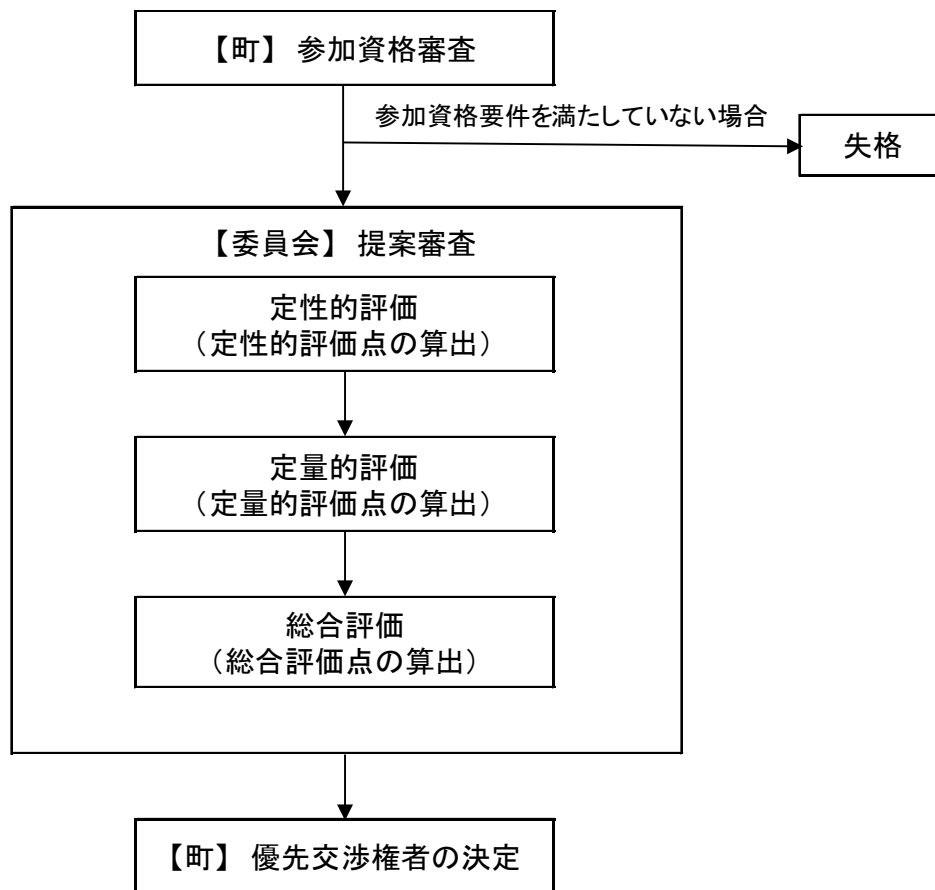 【町】 参加資格審査
参加資格要件を満たしていない場合
失格
【委員会】 提案審査
定性的評価
（定性的評価点の算出）
定量的評価
（定量的評価点の算出）
総合評価
（総合評価点の算出）
【町】 優先交渉権者の決定